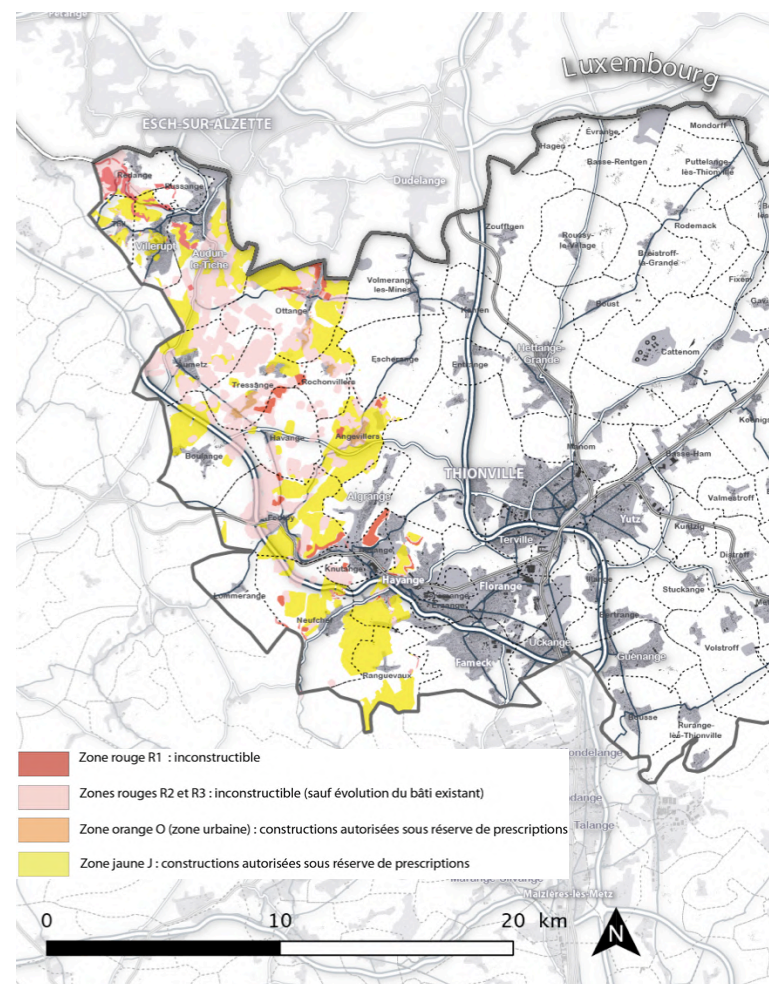 Luxembourg
ESCH-SUR-ALZETTE
Mondorff
Évrange
Hagen
Basse-Rentgen
Puttelange-
lès-Thionville
Rédange
Russange
Dudelange
Zoufftgen
Roussy-
le-Village
Rodemack
Villerupt
Audun-
le-Tiche
Breistroff-
la-Grande
Volmerange-
les-Mines
Fixem
Kanfen
Boust
Ottange
Hettange-
Grande
Cattenom
Escherange
Entrange
Aumetz
Tressange
Rochonvillers
Havange
Angevillers
Manom
Basse-Ham
Boulange
THIONVILLE
Algrange
Valmestroff
Yutz
Kuntzig
Fontoy
Terville
Distroff
Knutange
Hayange
Florange
Illange
Stuckange
Lommerange
Bertrange
Neufchef
Uckange
Volstroff
Guénange
Fameck
Ranguevaux
Bousse
Rurange-
lès-Thionville
Zone rouge R1 : inconstructible
Zones rouges R2 et R3 : inconstructible (sauf évolution du bâti existant)
Zone orange O (zone urbaine) : constructions autorisées sous réserve de prescriptions
Zone jaune J : constructions autorisées sous réserve de prescriptions
ondelange
Talange
Maizières-lès-Metz
0 10 20 km
N